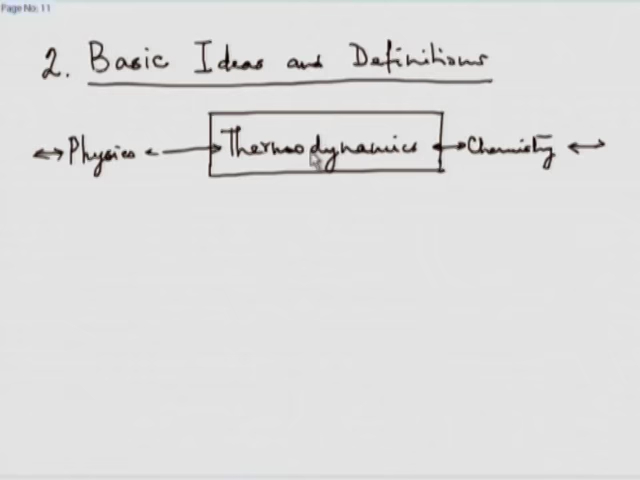 Page No: 11
2. Basic Ideas and Definitions
↔ Physics ↔ Thermodynamics ↔ Chemistry ↔